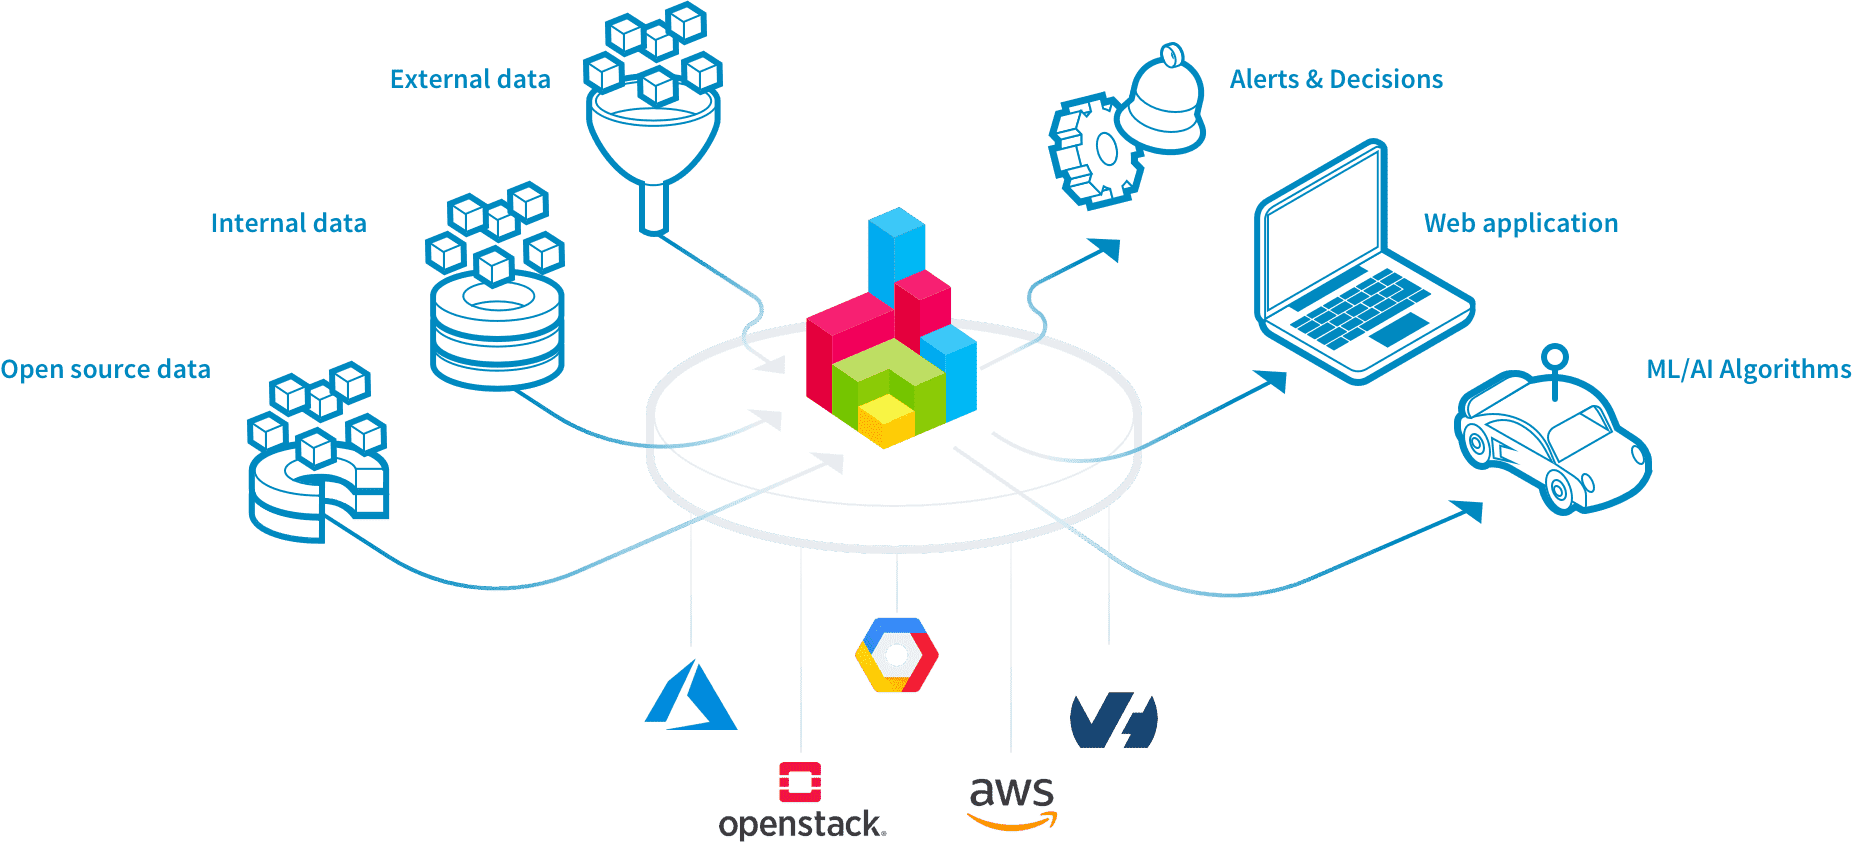 External data
Alerts & Decisions
Internal data
Web application
Open source data
ML/AI Algorithms
openstack.
aws